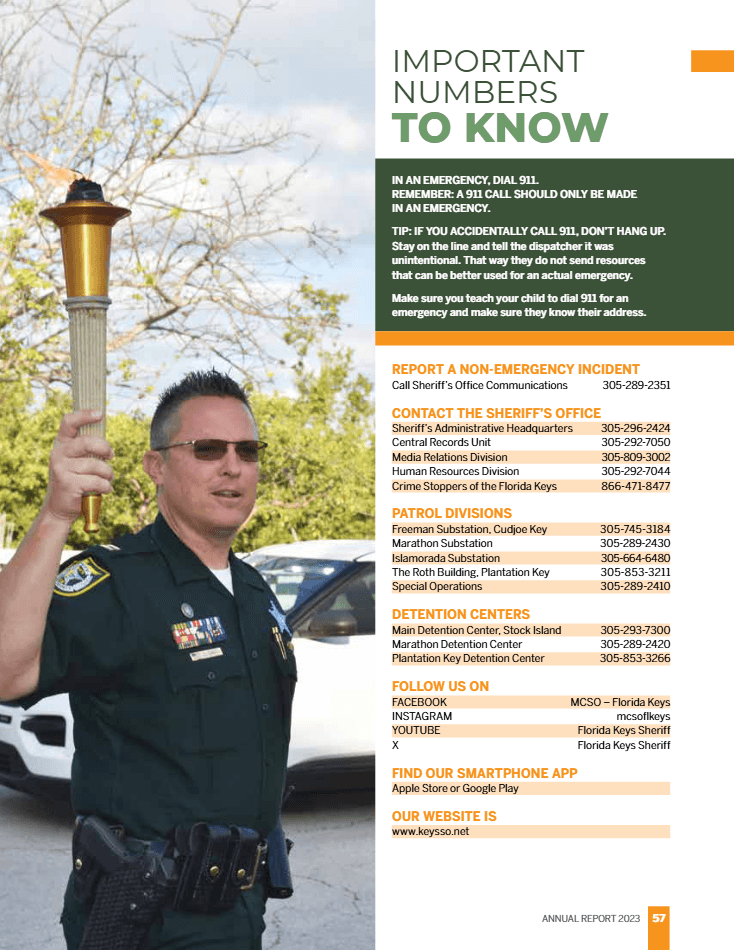 IMPORTANT
NUMBERS
TO KNOW
IN AN EMERGENCY, DIAL 911.
REMEMBER: A 911 CALL SHOULD ONLY BE MADE
IN AN EMERGENCY.
TIP: IF YOU ACCIDENTALLY CALL 911, DON'T HANG UP.
Stay on the line and tell the dispatcher it was
unintentional. That way they do not send resources
that can be better used for an actual emergency.
Make sure you teach your child to dial 911 for an
emergency and make sure they know their address.
REPORT A NON-EMERGENCY INCIDENT
Call Sheriff's Office Communications 305-289-2351
CONTACT THE SHERIFF'S OFFICE
Sheriff's Administrative Headquarters 305-296-2424
Central Records Unit 305-292-7050
Media Relations Division 305-809-3002
Human Resources Division 305-292-7044
Crime Stoppers of the Florida Keys 866-471-8477
PATROL DIVISIONS
Freeman Substation, Cudjoe Key 305-745-3184
Marathon Substation 305-289-2430
Islamorada Substation 305-664-6480
The Roth Building, Plantation Key 305-853-3211
Special Operations 305-289-2410
DETENTION CENTERS
Main Detention Center, Stock Island 305-293-7300
Marathon Detention Center 305-289-2420
Plantation Key Detention Center 305-853-3266
FOLLOW US ON
FACEBOOK MCSO – Florida Keys
INSTAGRAM mcsoflkeys
YOUTUBE Florida Keys Sheriff
X Florida Keys Sheriff
FIND OUR SMARTPHONE APP
Apple Store or Google Play
OUR WEBSITE IS
www.keysso.net
ANNUAL REPORT 2023 57